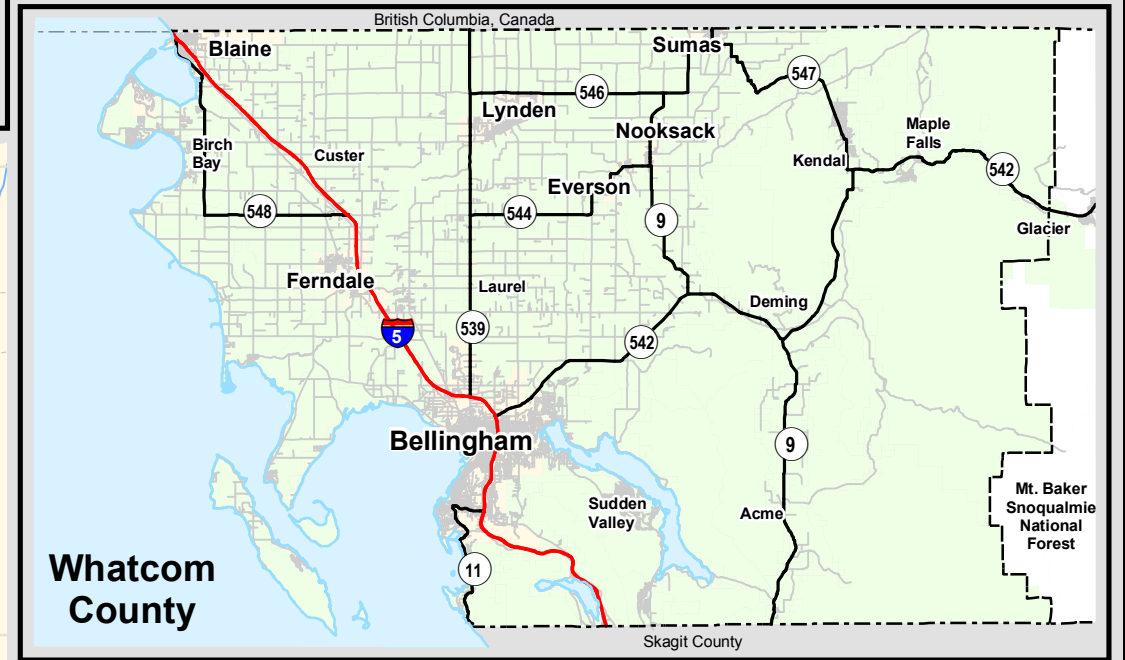 British Columbia, Canada
Blaine
Sumas
547
546
Lynden
Nooksack
Maple
Falls
Birch
Bay
Custer
Kendal
542
Everson
548
544
9
Glacier
Ferndale
Laurel
Deming
5
539
542
Bellingham
9
Sudden
Valley
Acme
Mt. Baker
Snoqualmie
National
Forest
11
Whatcom
County
Skagit County